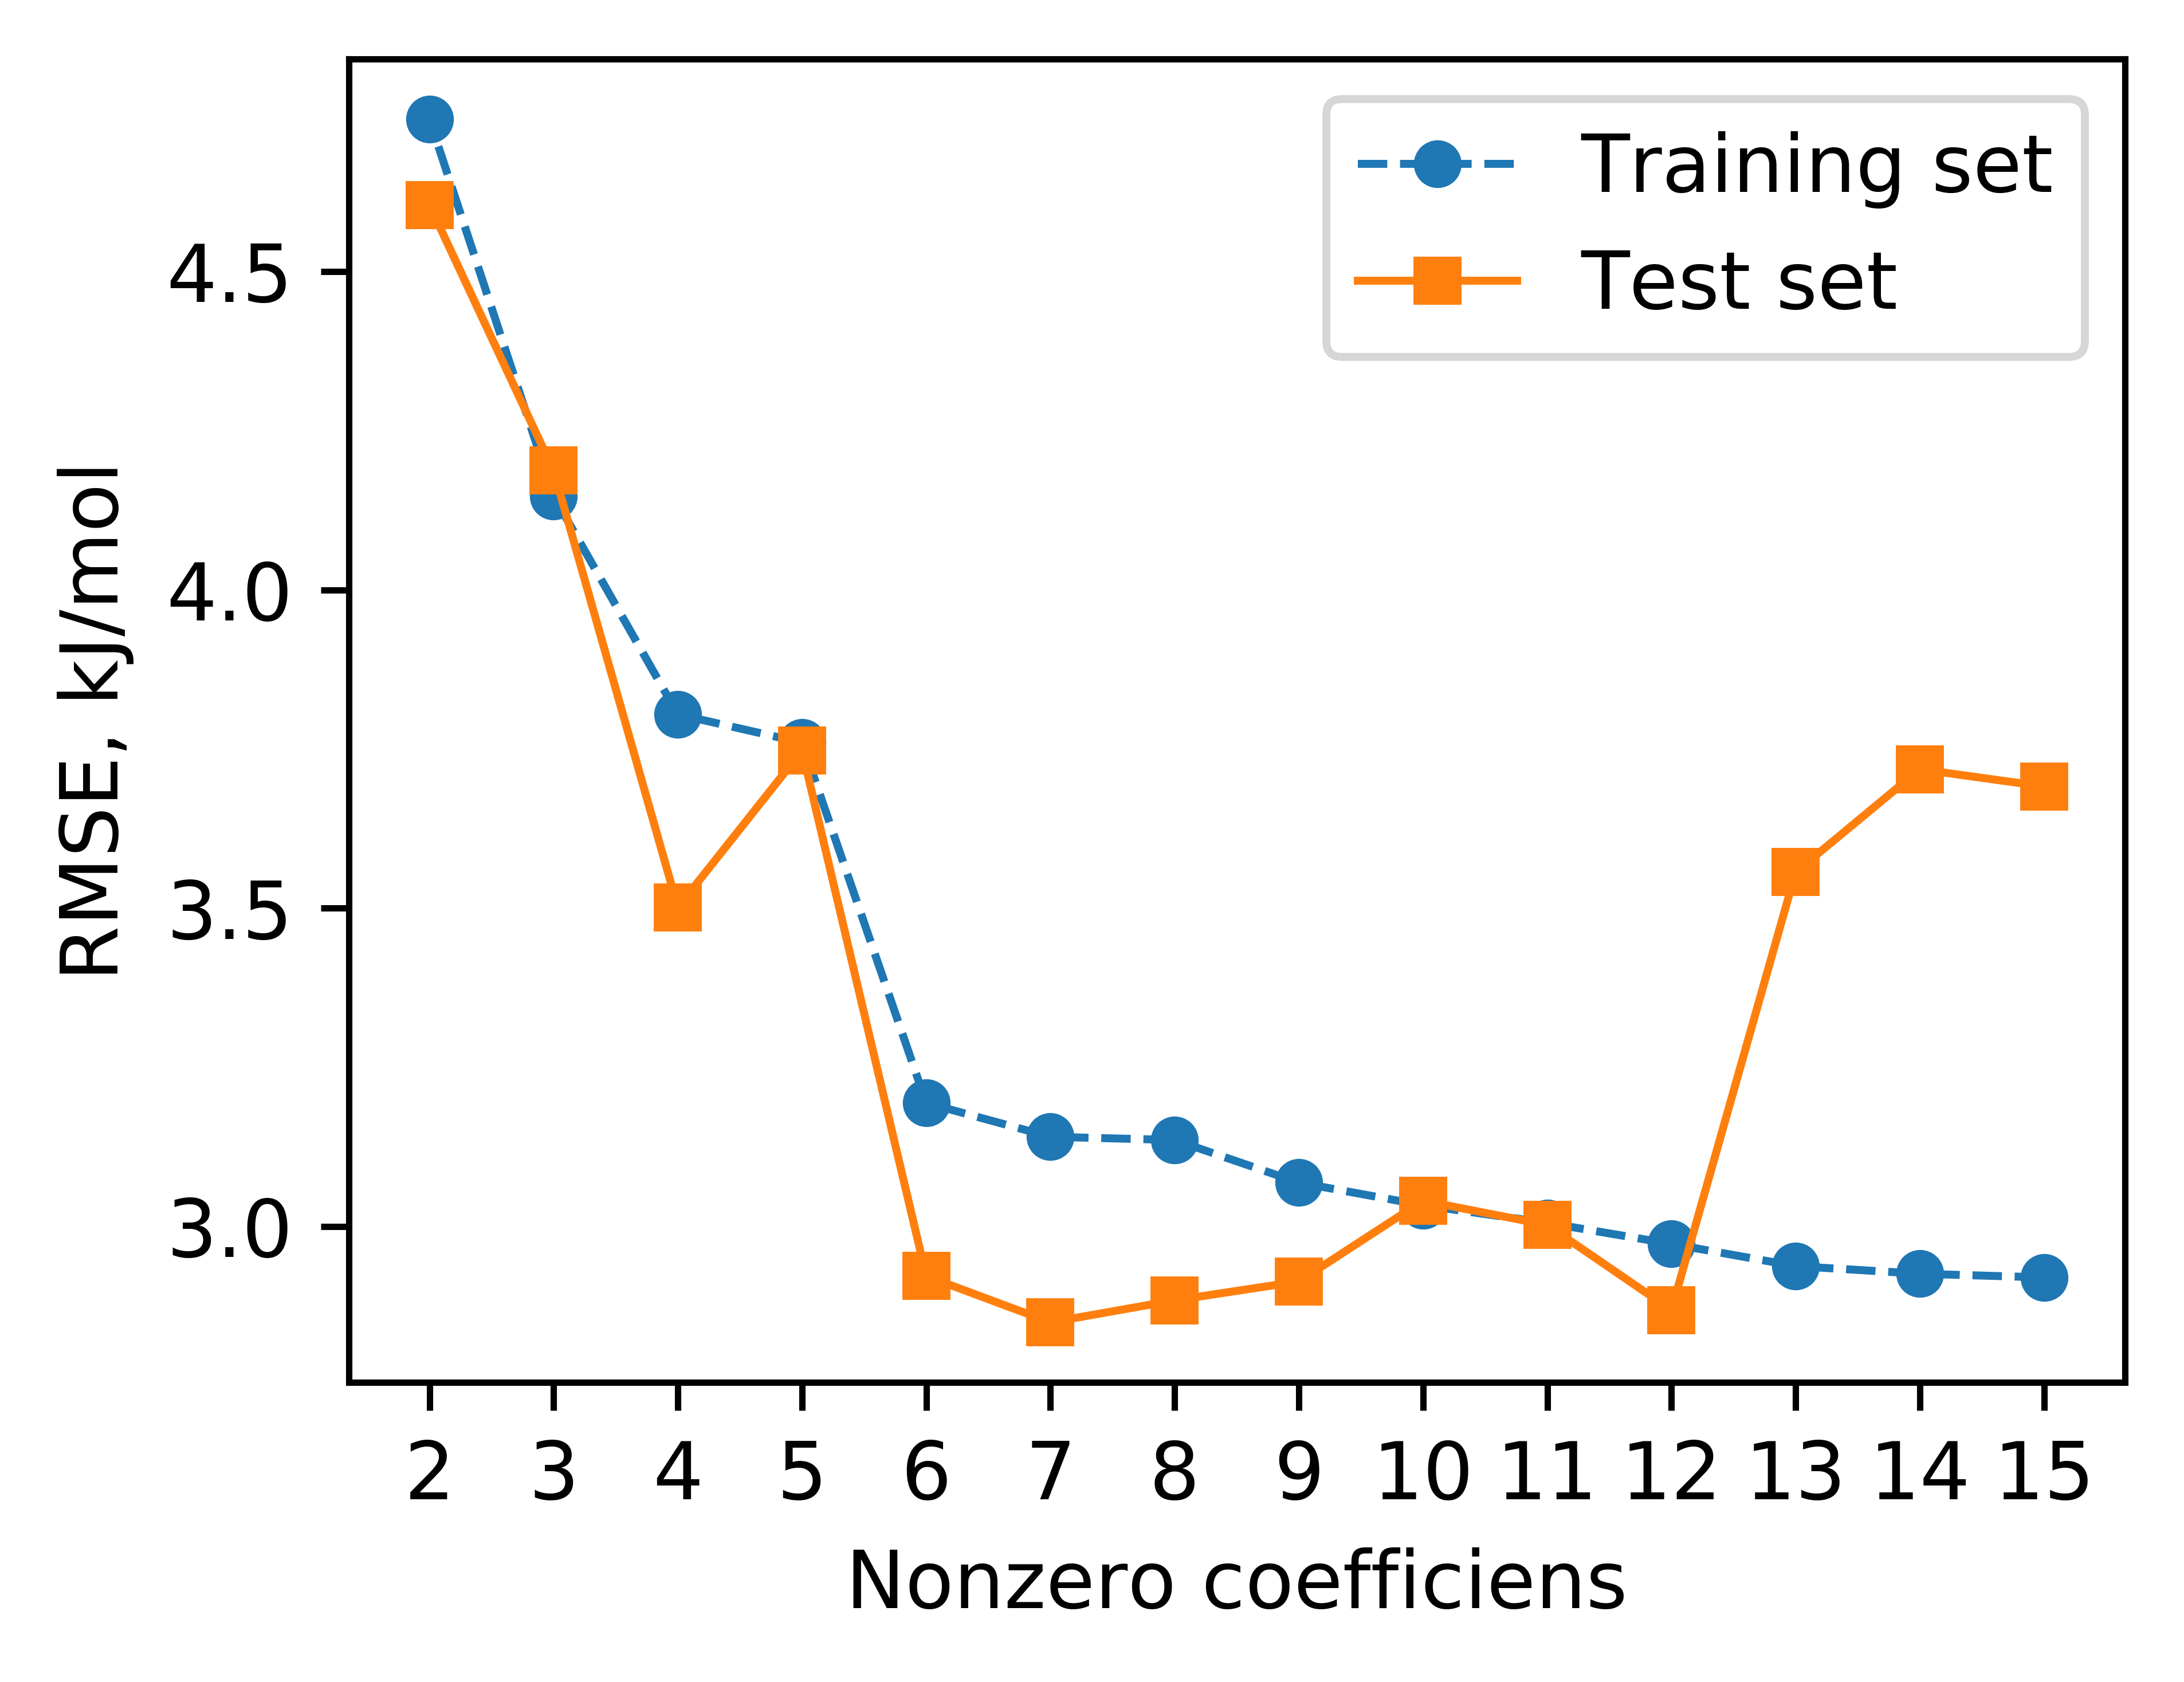 Training set
Test set
RMSE, kJ/mol
4.5
4.0
3.5
3.0
2 3 4 5 6 7 8 9 10 11 12 13 14 15
Nonzero coefficiens